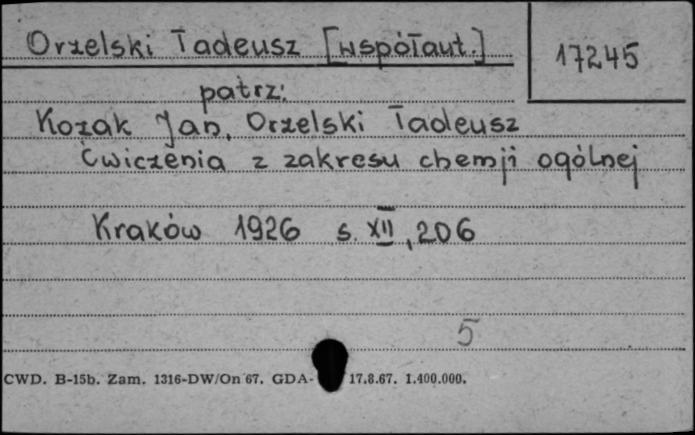 Orzelski Tadeusz [współaut.]
17245
patrz:
Kozak Jan, Orzelski Tadeusz
Ćwiczenia z zakresu chemji ogólnej
Kraków 1926 s. XII, 206
5
CWD. B-15b. Zam. 1316-DW/On 67. GDA- 17.8.67. 1.400.000.